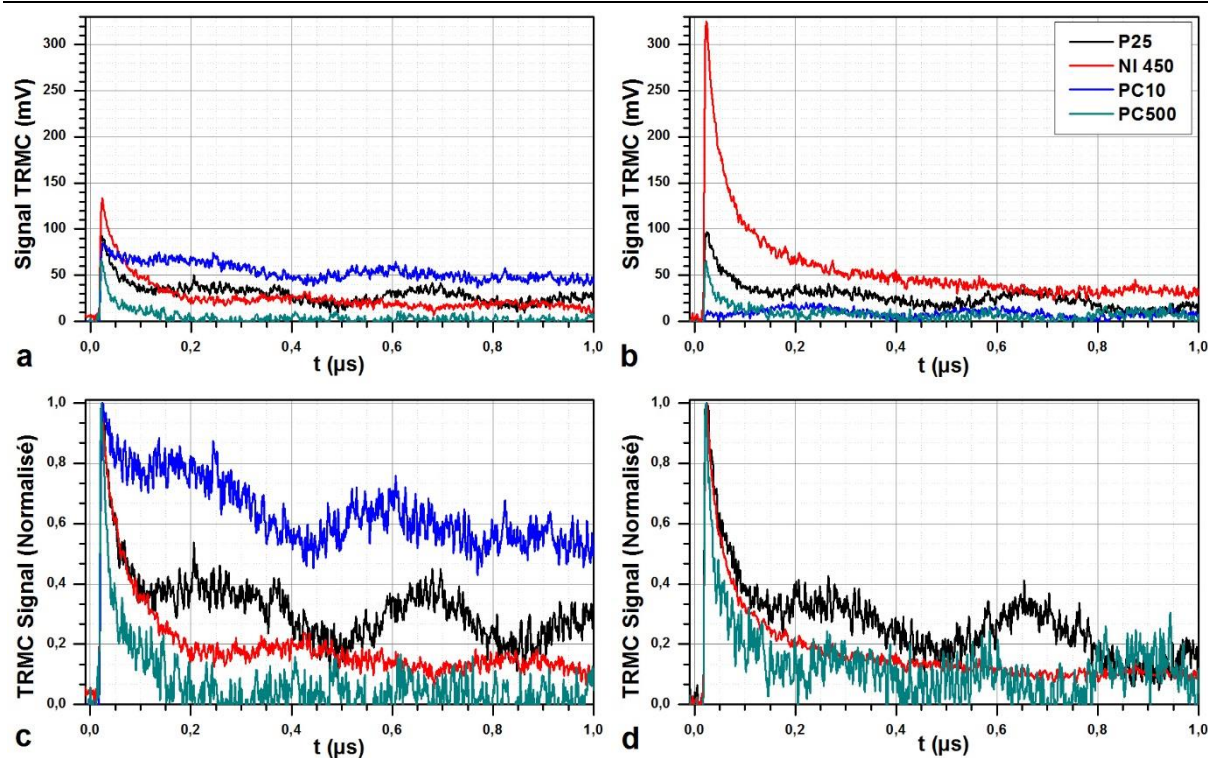 Signal TRMC (mV)
300
250
200
150
100
50
0
0,0 0,2 0,4 0,6 0,8 1,0
t (µs)
a
Signal TRMC (mV)
300
250
200
150
100
50
0
0,0 0,2 0,4 0,6 0,8 1,0
t (µs)
b
P25
NI 450
PC10
PC500
TRMC Signal (Normalisé)
1,0
0,8
0,6
0,4
0,2
0,0
0,0 0,2 0,4 0,6 0,8 1,0
t (µs)
c
TRMC Signal (Normalisé)
1,0
0,8
0,6
0,4
0,2
0,0
0,0 0,2 0,4 0,6 0,8 1,0
t (µs)
d